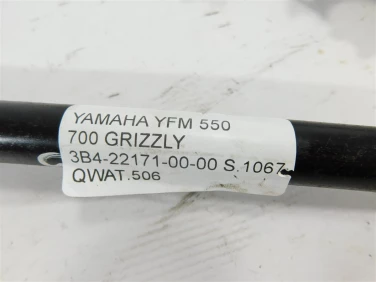 YAMAHA YFM 550
700 GRIZZLY
3B4-22171-00-00 S.1067
QWAT.506